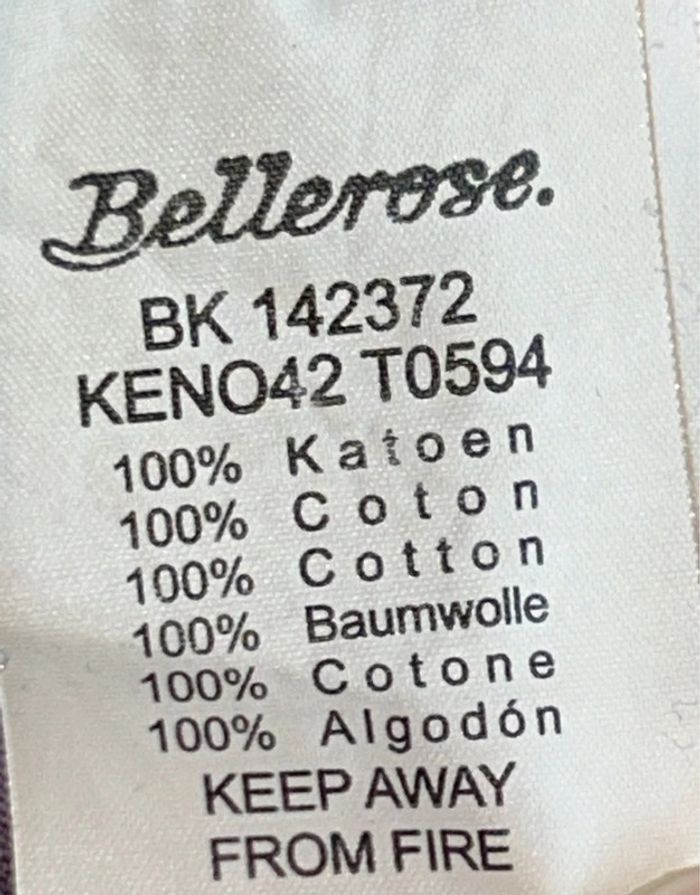 Bellerose.
BK 142372
KENO42 T0594
100% Katoen
100% Coton
100% Cotton
100% Baumwolle
100% Cotone
100% Algodón
KEEP AWAY
FROM FIRE